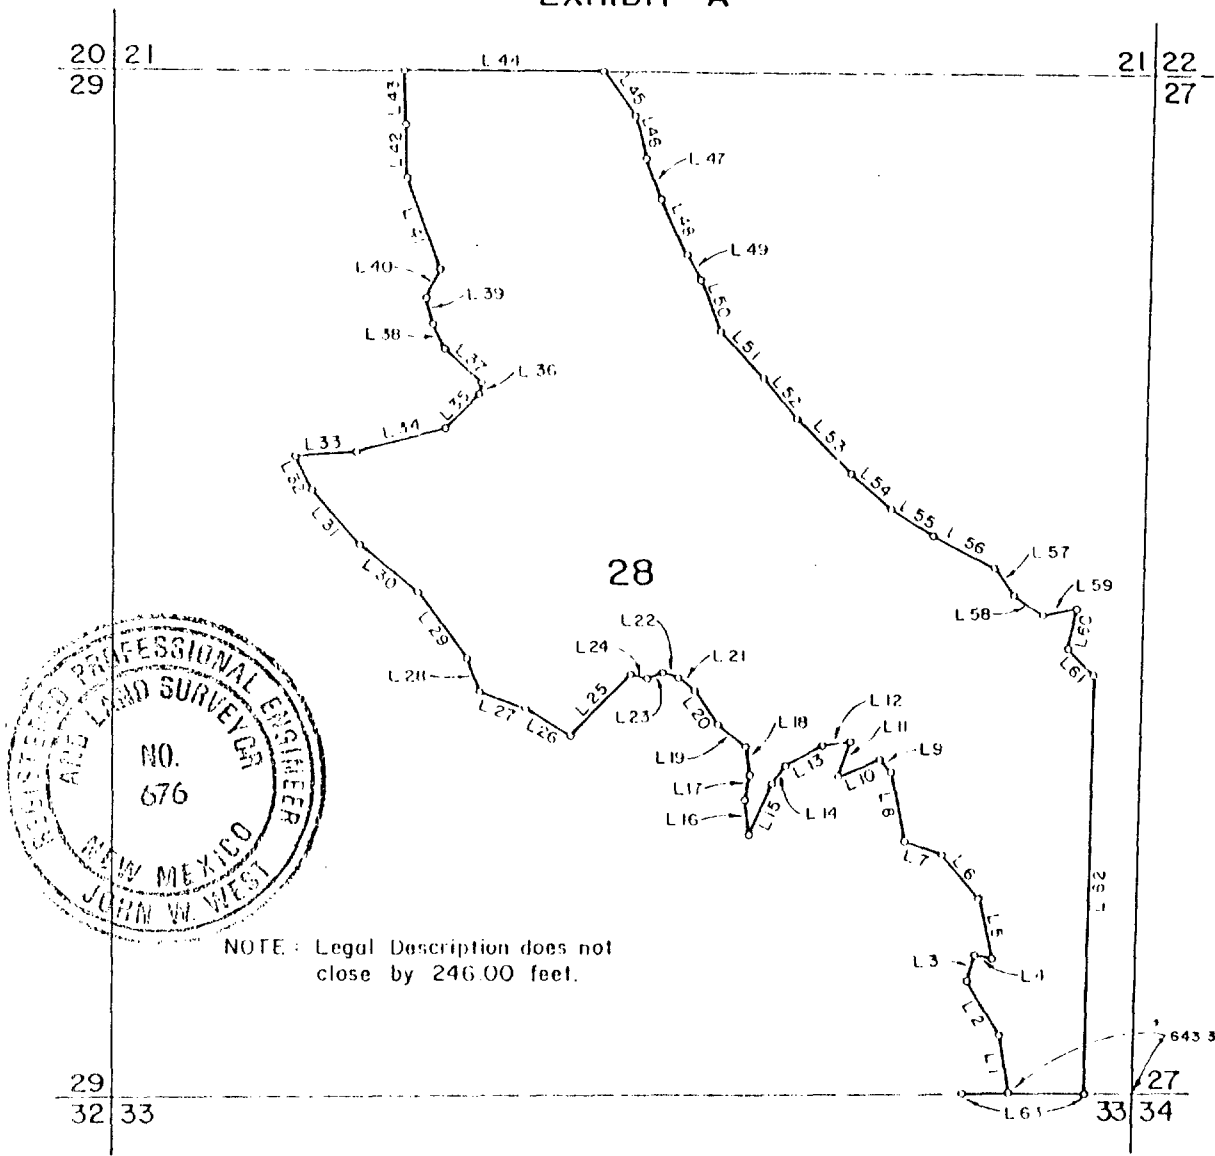 EXHIBIT "A"
20 21
29
L 44
21 22
27
L 43
L 42
L 45
L 46
L 47
L 48
L 49
L 40
L 39
L 38
L 37
L 36
L 35
L 34
L 33
L 32
L 31
L 30
L 29
L 28
L 27
L 26
L 25
L 24
L 23
L 22
L 21
L 20
L 19
L 18
L 17
L 16
L 15
L 14
L 13
L 12
L 11
L 10
L 9
L 8
L 7
L 6
L 5
L 4
L 3
L 2
L 1
L 50
L 51
L 52
L 53
L 54
L 55
L 56
L 57
L 58
L 59
L 60
L 61
L 62
L 63
28
REGISTERED PROFESSIONAL ENGINEER
AND LAND SURVEYOR
NO.
676
NEW MEXICO
JOHN W. WEST
NOTE : Legal Description does not
close by 246.00 feet.
643 3
29
32 33
27
33 34